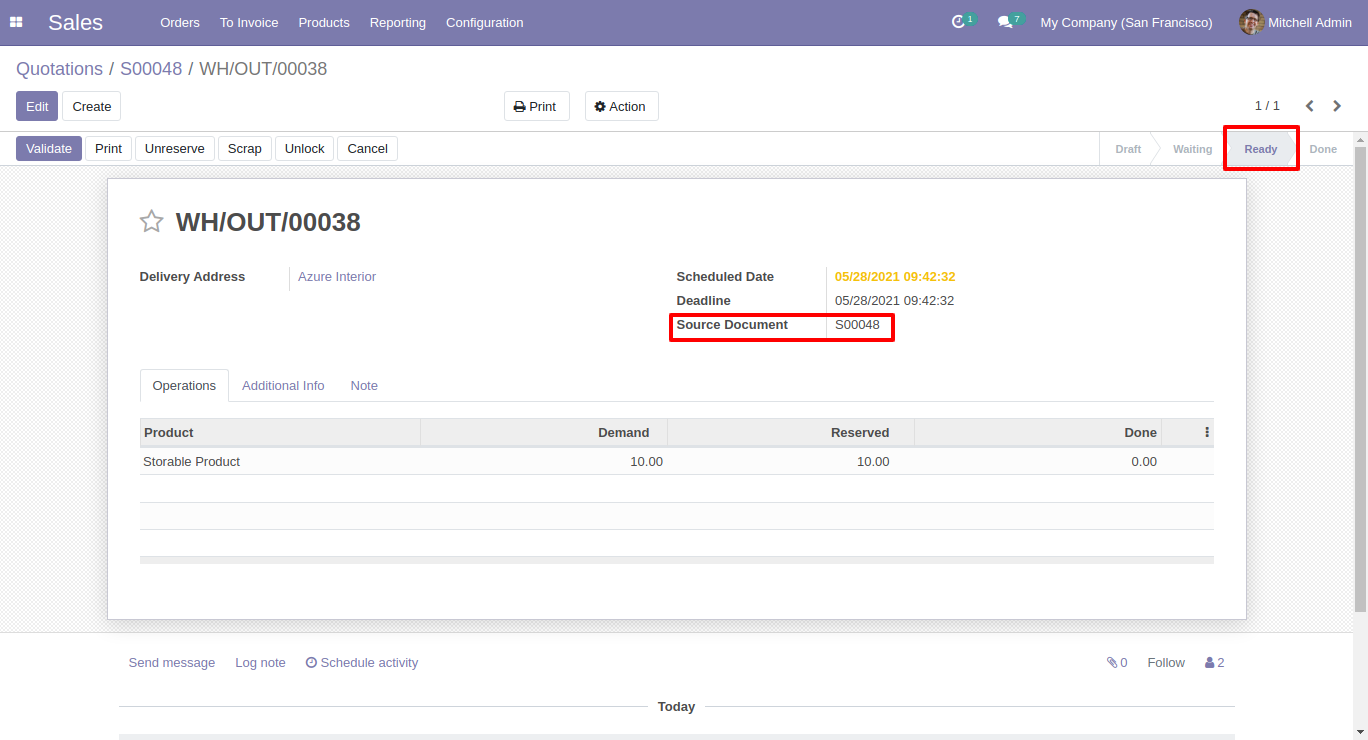 Sales Orders To Invoice Products Reporting Configuration 1 7 My Company (San Francisco) Mitchell Admin
Quotations / S00048 / WH/OUT/00038
Edit Create Print Action 1 / 1
Validate Print Unreserve Scrap Unlock Cancel Draft Waiting Ready Done
WH/OUT/00038
Delivery Address Azure Interior Scheduled Date 05/28/2021 09:42:32
Deadline 05/28/2021 09:42:32
Source Document S00048
Operations Additional Info Note
Product Demand Reserved Done
Storable Product 10.00 10.00 0.00
Send message Log note Schedule activity 0 Follow 2
Today